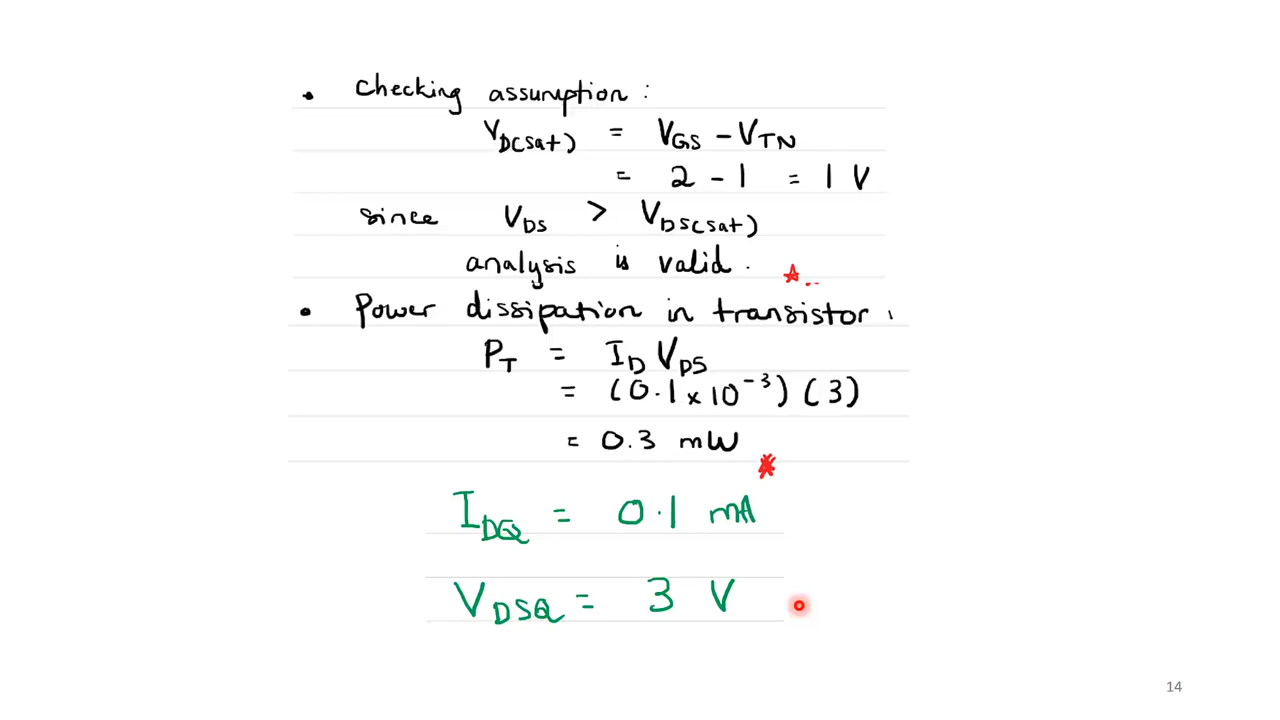 • Checking assumption :
V_D(sat) = V_GS - V_TN
= 2 - 1 = 1 V
since V_DS > V_DS(sat)
analysis is valid.
• Power dissipation in transistor :
P_T = I_D V_DS
= (0.1 × 10^-3) (3)
= 0.3 mW
I_DQ = 0.1 mA
V_DSQ = 3 V
14